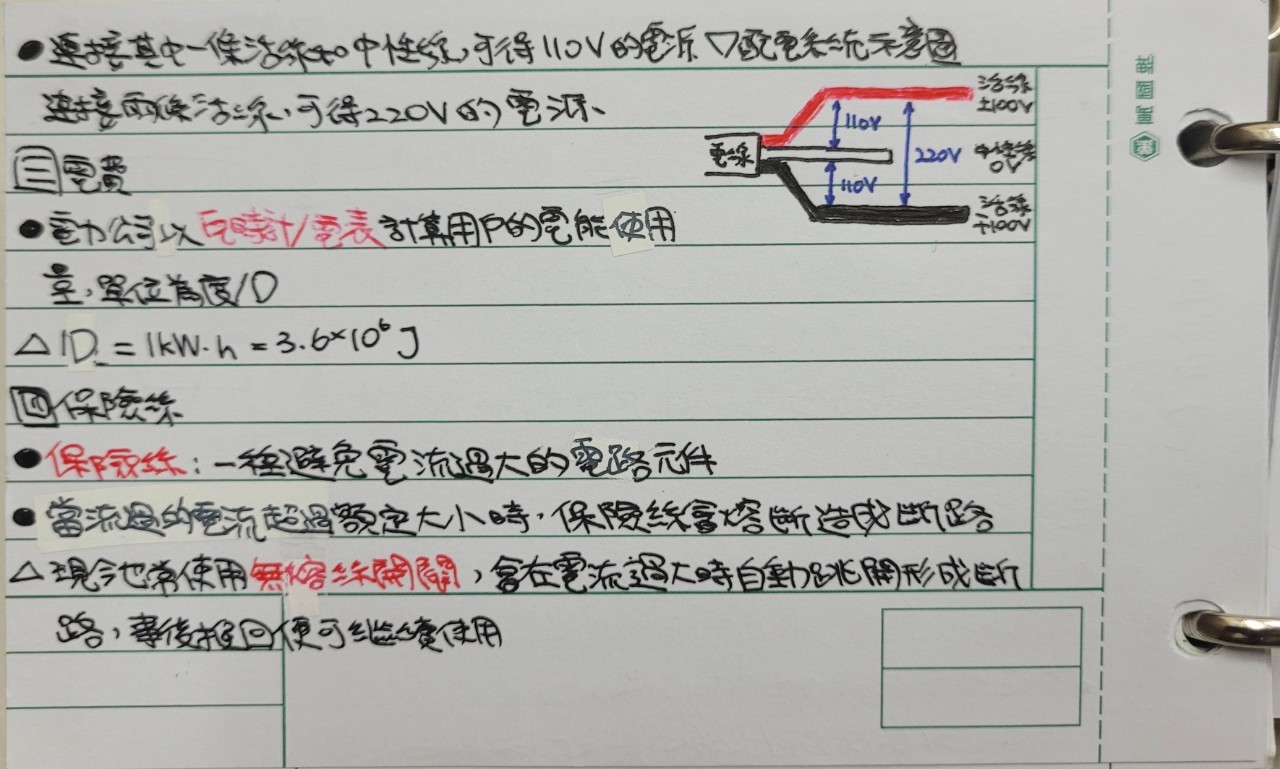 ●連接其中一條活線和中性線,可得110V的電源 ▽配電系統示意圖
連接兩條活線,可得220V的電源.
活線
±100V
110V
電線
220V
中性線
0V
110V
活線
∓100V
三電費
●電力公司以瓦時計/電表計算用戶的電能使用
量,單位為度/D
△1D = 1kW·h = 3.6×10⁶J
四保險絲
●保險絲:一種避免電流過大的電路元件
●當流過的電流超過額定大小時,保險絲會熔斷造成斷路
△現今也常使用無熔絲開關,會在電流過大時自動跳開形成斷
路,事後扳回便可繼續使用